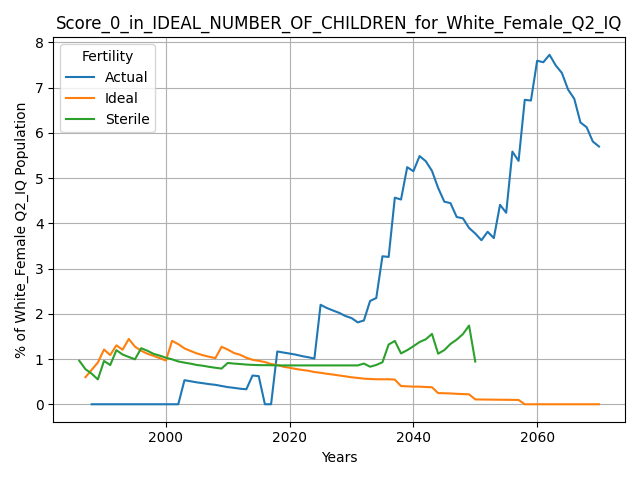 Score_0_in_IDEAL_NUMBER_OF_CHILDREN_for_White_Female_Q2_IQ
Fertility
Actual
Ideal
Sterile
% of White_Female Q2_IQ Population
8
7
6
5
4
3
2
1
0
2000
2020
2040
2060
Years